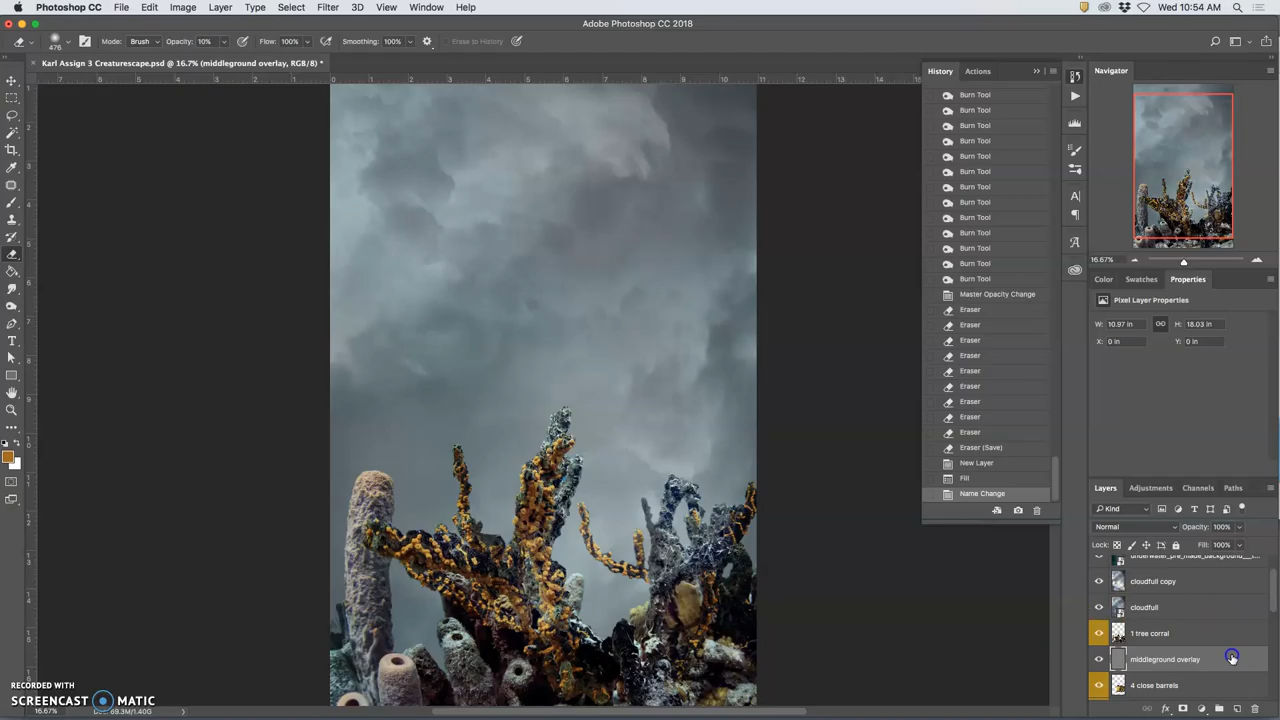 Photoshop CC File Edit Image Layer Type Select Filter 3D View Window Help Wed 10:54 AM
Adobe Photoshop CC 2018
476 Mode: Brush Opacity: 10% Flow: 100% Smoothing: 100% Erase to History
Karl Assign 3 Creaturescape.psd @ 16.7% (middleground overlay, RGB/8) *
History Actions
Navigator
Burn Tool
Burn Tool
Burn Tool
Burn Tool
Burn Tool
Burn Tool
Burn Tool
Burn Tool
Burn Tool
Burn Tool
Burn Tool
Burn Tool
Burn Tool
Master Opacity Change
Eraser
Eraser
Eraser
Eraser
Eraser
Eraser
Eraser
Eraser
Eraser
Eraser (Save)
New Layer
Fill
Name Change
16.67%
Color Swatches Properties
Pixel Layer Properties
W: 10.97 in H: 18.03 in
X: 0 in Y: 0 in
Layers Adjustments Channels Paths
Kind
Normal Opacity: 100%
Lock: Fill: 100%
cloudfull copy
cloudfull
1 tree corral
middleground overlay
4 close barrels
RECORDED WITH
SCREENCAST MATIC
16.67%